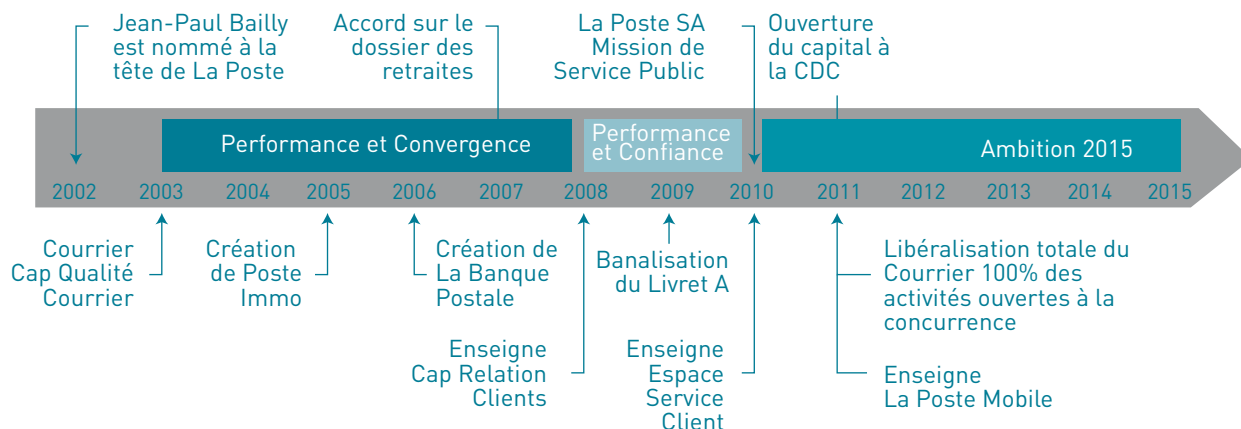 Jean-Paul Bailly
est nommé à la
tête de La Poste
Accord sur le
dossier des
retraites
La Poste SA
Mission de
Service Public
Ouverture
du capital à
la CDC
Performance et Convergence
Performance
et Confiance
Ambition 2015
2002 2003 2004 2005 2006 2007 2008 2009 2010 2011 2012 2013 2014 2015
Courrier
Cap Qualité
Courrier
Création
de Poste
Immo
Création de
La Banque
Postale
Banalisation
du Livret A
Libéralisation totale du
Courrier 100% des
activités ouvertes à la
concurrence
Enseigne
Cap Relation
Clients
Enseigne
Espace
Service
Client
Enseigne
La Poste Mobile